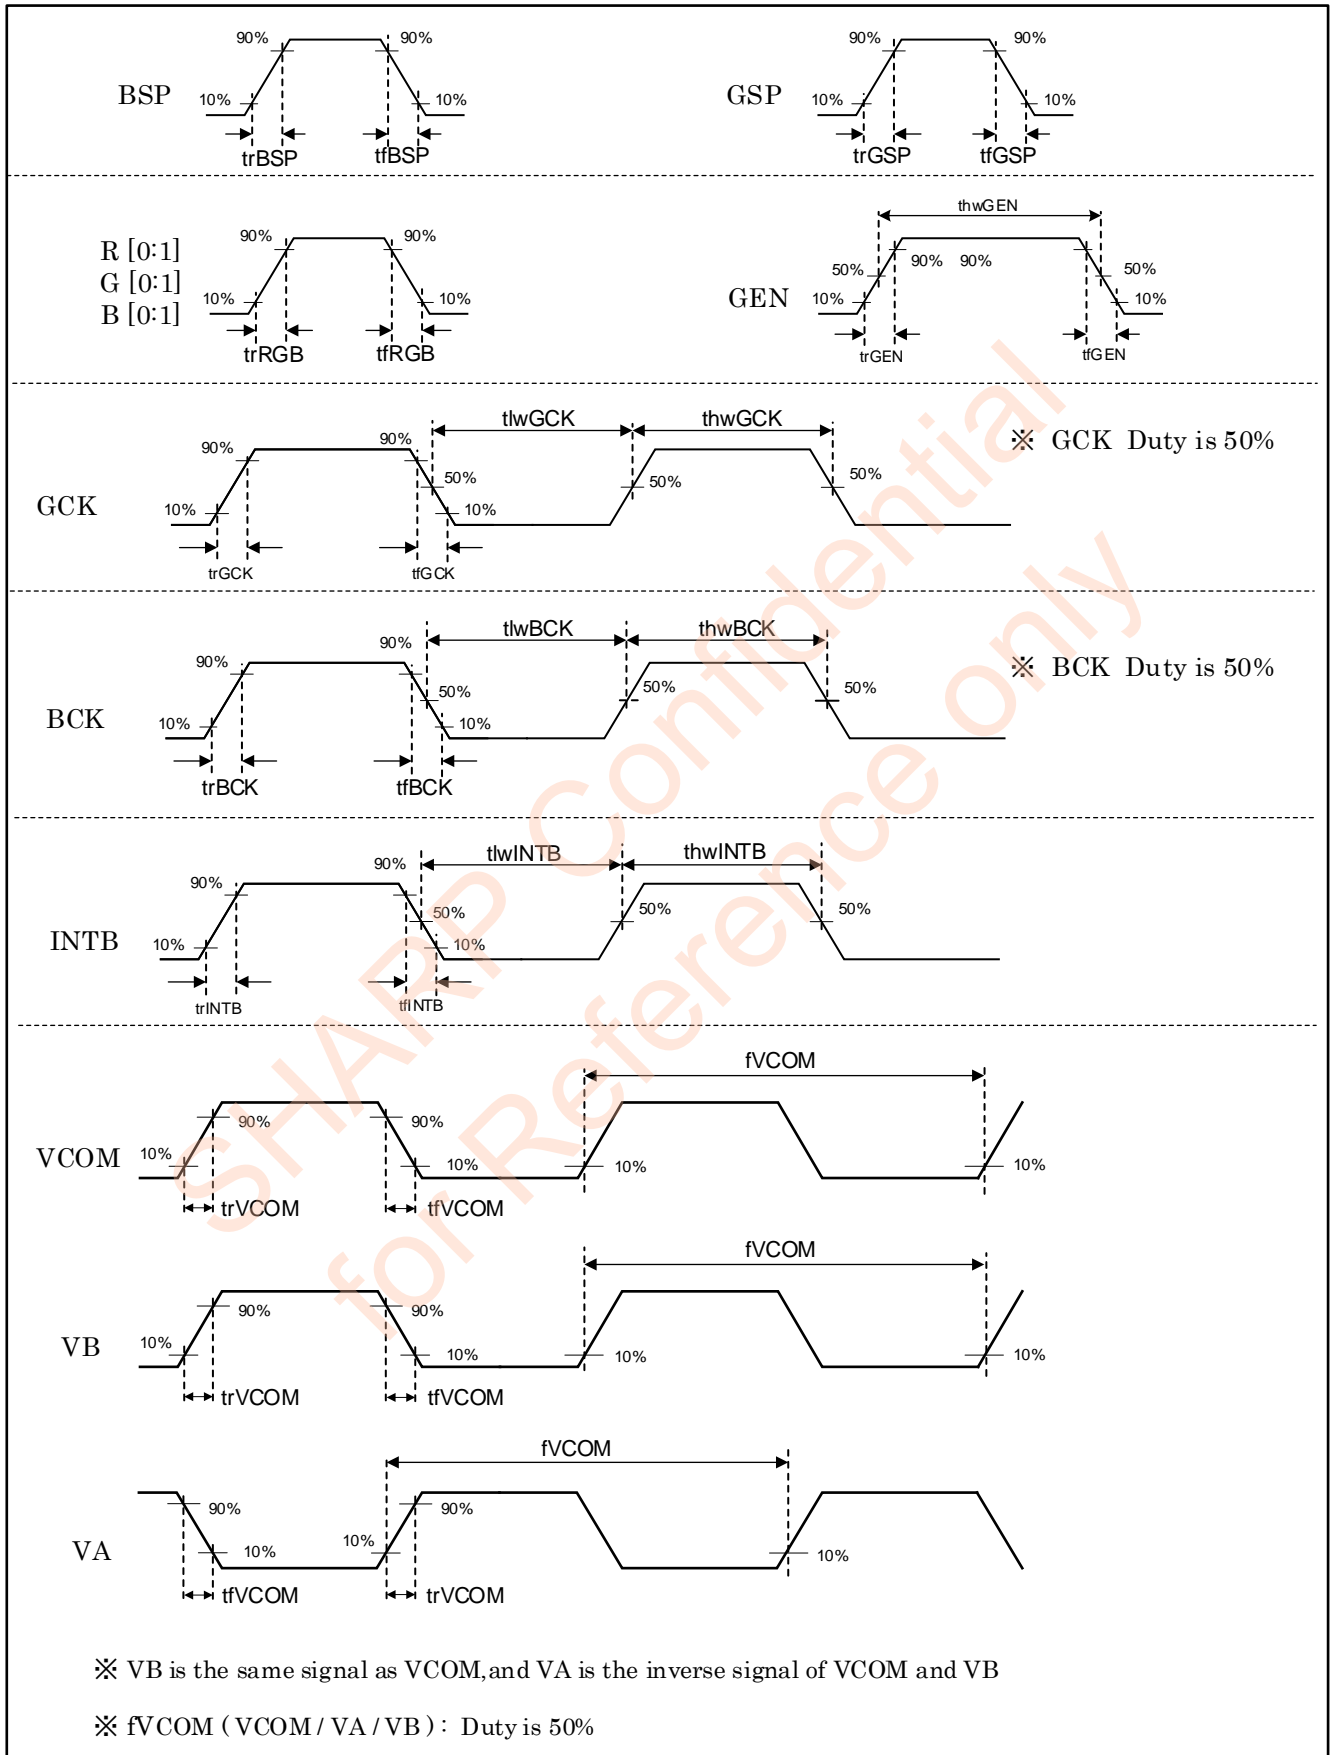 90% 90% 90% 90%
BSP 10% 10% GSP 10% 10%
trBSP tfBSP trGSP tfGSP
thwGEN
R [0:1] 90% 90%
G [0:1] 50% 90% 90% 50%
B [0:1] 10% 10% GEN 10% 10%
trRGB tfRGB trGEN tfGEN
tlwGCK thwGCK ※ GCK Duty is 50%
90% 90%
50% 50% 50%
GCK 10% 10%
trGCK tfGCK
tlwBCK thwBCK ※ BCK Duty is 50%
90% 90%
50% 50% 50%
BCK 10% 10%
trBCK tfBCK
tlwINTB thwINTB
90% 90%
50% 50% 50%
INTB 10% 10%
trINTB tfINTB
fVCOM
90% 90%
VCOM 10% 10% 10% 10%
trVCOM tfVCOM
fVCOM
90% 90%
VB 10% 10% 10% 10%
trVCOM tfVCOM
fVCOM
90% 90%
VA 10% 10% 10%
tfVCOM trVCOM
※ VB is the same signal as VCOM,and VA is the inverse signal of VCOM and VB
※ fVCOM ( VCOM / VA / VB ) : Duty is 50%
SHARP Confidential
for Reference only